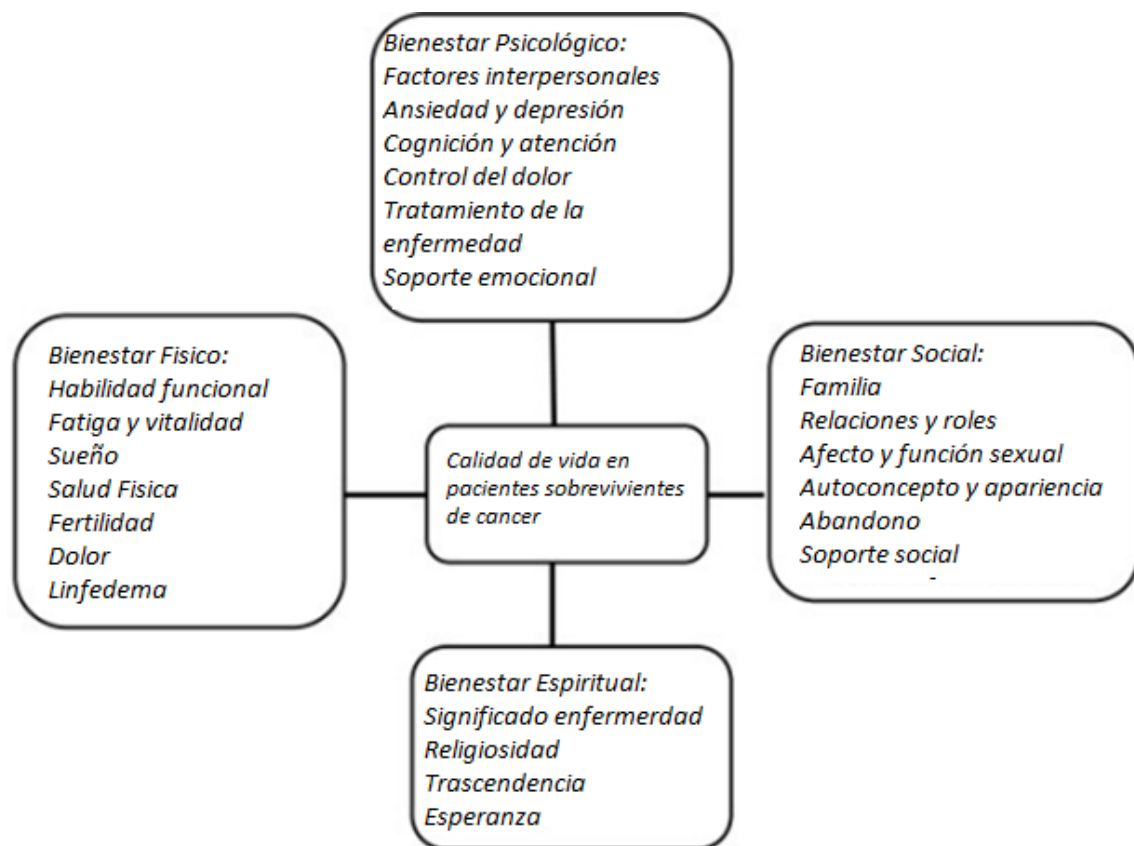 Bienestar Psicológico:
Factores interpersonales
Ansiedad y depresión
Cognición y atención
Control del dolor
Tratamiento de la
enfermedad
Soporte emocional
Bienestar Fisico:
Habilidad funcional
Fatiga y vitalidad
Sueño
Salud Fisica
Fertilidad
Dolor
Linfedema
Calidad de vida en
pacientes sobrevivientes
de cancer
Bienestar Social:
Familia
Relaciones y roles
Afecto y función sexual
Autoconcepto y apariencia
Abandono
Soporte social
Bienestar Espiritual:
Significado enfermerdad
Religiosidad
Trascendencia
Esperanza